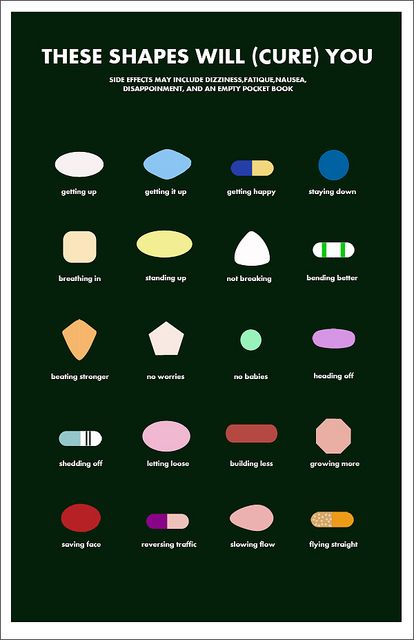 THESE SHAPES WILL (CURE) YOU
SIDE EFFECTS MAY INCLUDE DIZZINESS,FATIQUE,NAUSEA,
DISAPPOINMENT, AND AN EMPTY POCKET BOOK
getting up
getting it up
getting happy
staying down
breathing in
standing up
not breaking
bending better
beating stronger
no worries
no babies
heading off
shedding off
letting loose
building less
growing more
saving face
reversing traffic
slowing flow
flying straight